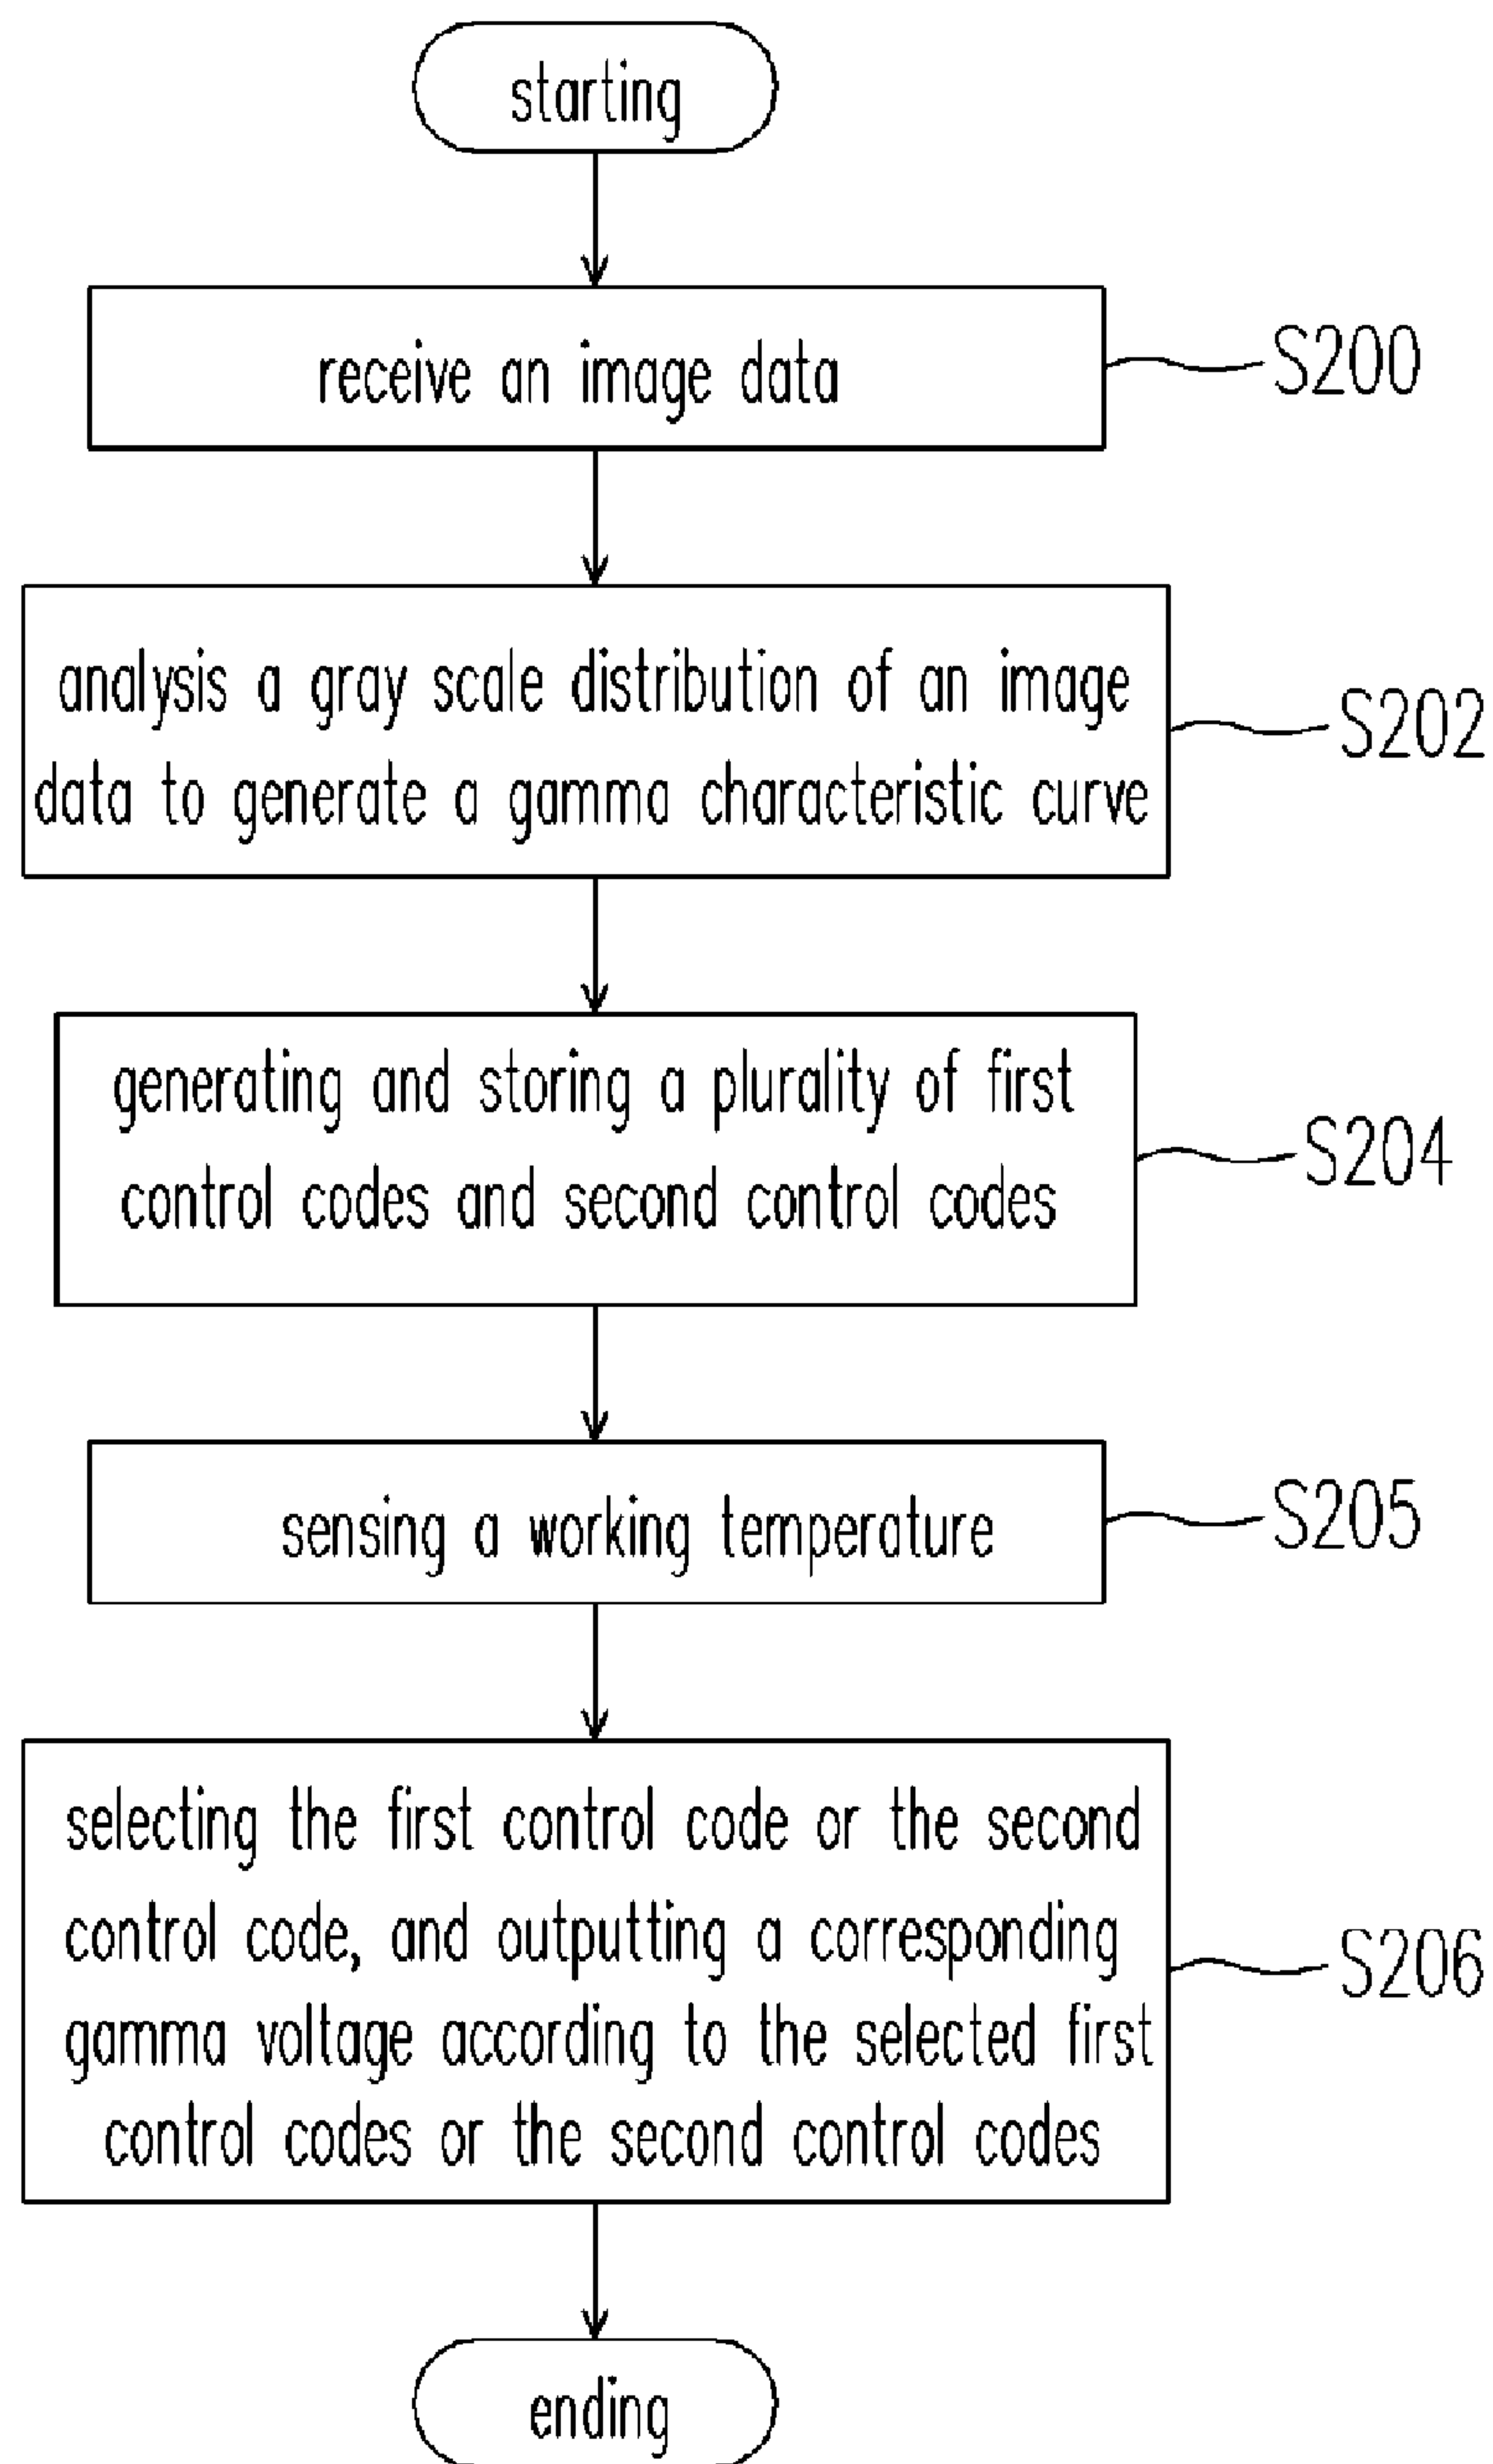 starting
receive an image data
S200
analysis a gray scale distribution of an image
data to generate a gamma characteristic curve
S202
generating and storing a plurality of first
control codes and second control codes
S204
sensing a working temperature
S205
selecting the first control code or the second
control code, and outputting a corresponding
gamma voltage according to the selected first
control codes or the second control codes
S206
ending